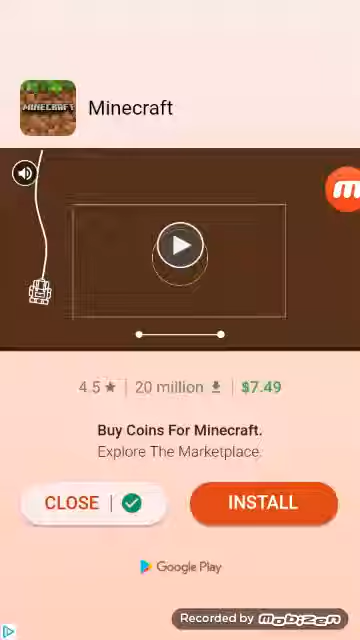 MINECRAFT
Minecraft
4.5 ★ | 20 million | $7.49
Buy Coins For Minecraft.
Explore The Marketplace.
CLOSE | INSTALL
Google Play
Recorded by MOBIZEN